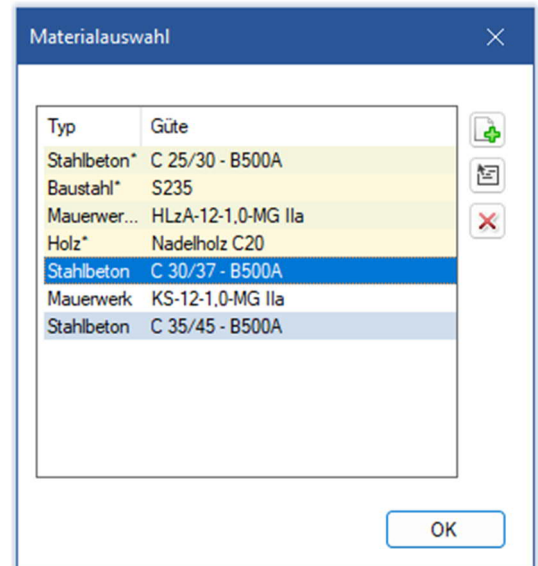 Materialauswahl
Typ Güte
Stahlbeton* C 25/30 - B500A
Baustahl* S235
Mauerwer... HLzA-12-1,0-MG IIa
Holz* Nadelholz C20
Stahlbeton C 30/37 - B500A
Mauerwerk KS-12-1,0-MG IIa
Stahlbeton C 35/45 - B500A
OK